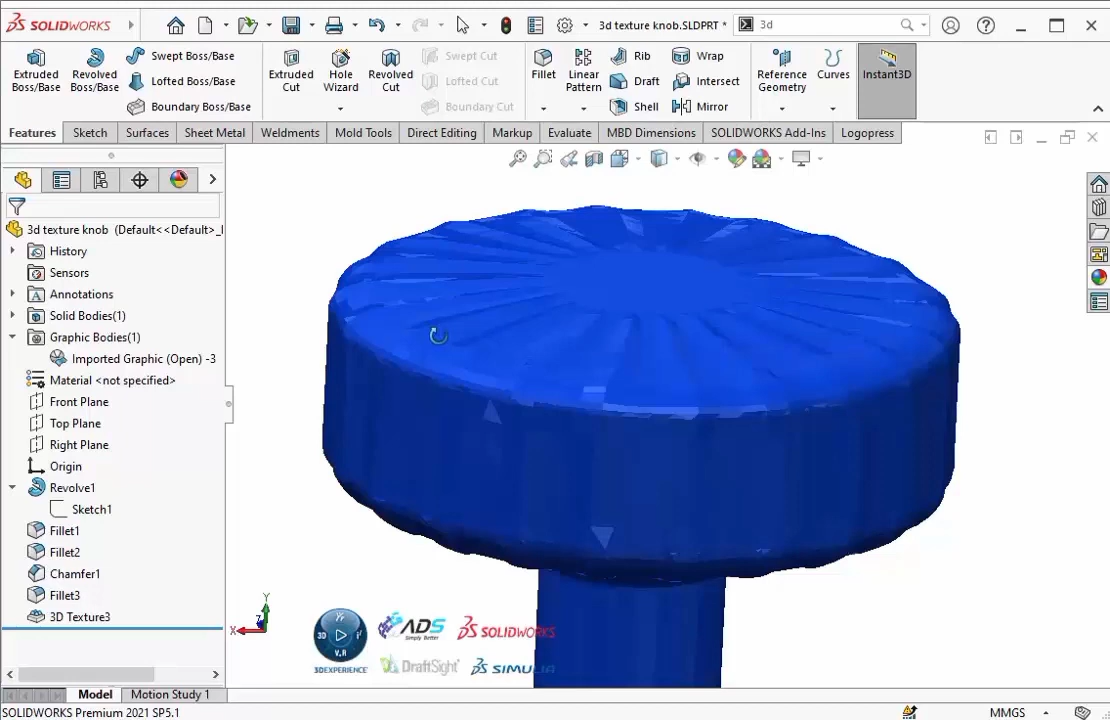 SOLIDWORKS
3d texture knob.SLDPRT *
3d
Extruded Boss/Base
Revolved Boss/Base
Swept Boss/Base
Lofted Boss/Base
Boundary Boss/Base
Extruded Cut
Hole Wizard
Revolved Cut
Swept Cut
Lofted Cut
Boundary Cut
Fillet
Linear Pattern
Rib
Draft
Shell
Wrap
Intersect
Mirror
Reference Geometry
Curves
Instant3D
Features
Sketch
Surfaces
Sheet Metal
Weldments
Mold Tools
Direct Editing
Markup
Evaluate
MBD Dimensions
SOLIDWORKS Add-Ins
Logopress
3d texture knob (Default<<Default>_
History
Sensors
Annotations
Solid Bodies(1)
Graphic Bodies(1)
Imported Graphic (Open) -3
Material <not specified>
Front Plane
Top Plane
Right Plane
Origin
Revolve1
Sketch1
Fillet1
Fillet2
Chamfer1
Fillet3
3D Texture3
Y
X
Z
3D
V.R
3DEXPERIENCE
ADS
Simply Better
SOLIDWORKS
DraftSight
SIMULIA
Model
Motion Study 1
SOLIDWORKS Premium 2021 SP5.1
MMGS